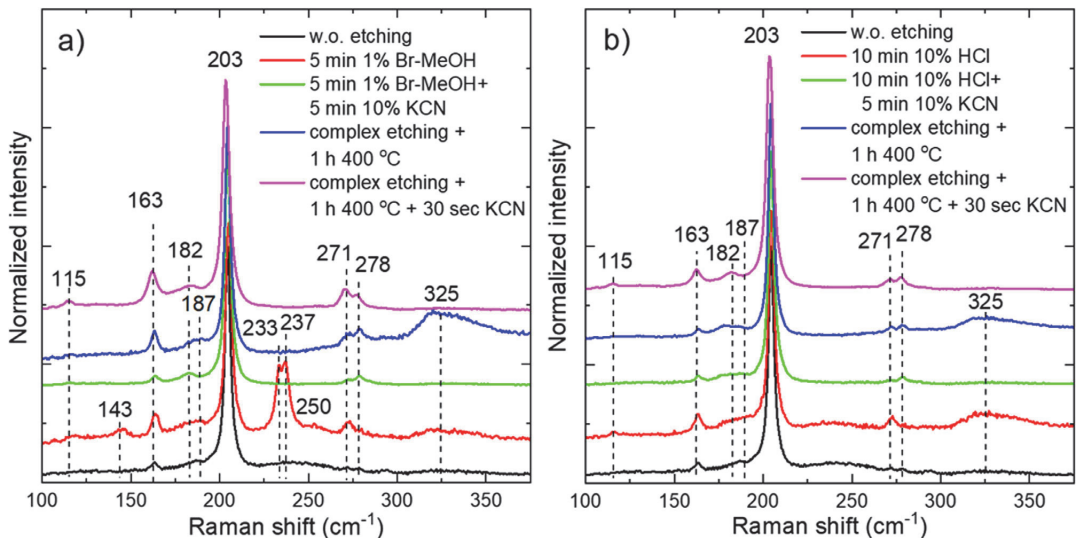 a)
w.o. etching
5 min 1% Br-MeOH
5 min 1% Br-MeOH+
5 min 10% KCN
complex etching +
1 h 400 °C
complex etching +
1 h 400 °C + 30 sec KCN
203
163
115
182
187
271
278
325
233
237
143
250
Normalized intensity
100 150 200 250 300 350
Raman shift (cm⁻¹)
b)
w.o. etching
10 min 10% HCl
10 min 10% HCl+
5 min 10% KCN
complex etching +
1 h 400 °C
complex etching +
1 h 400 °C + 30 sec KCN
203
163
187
182
115
271
278
325
Normalized intensity
100 150 200 250 300 350
Raman shift (cm⁻¹)